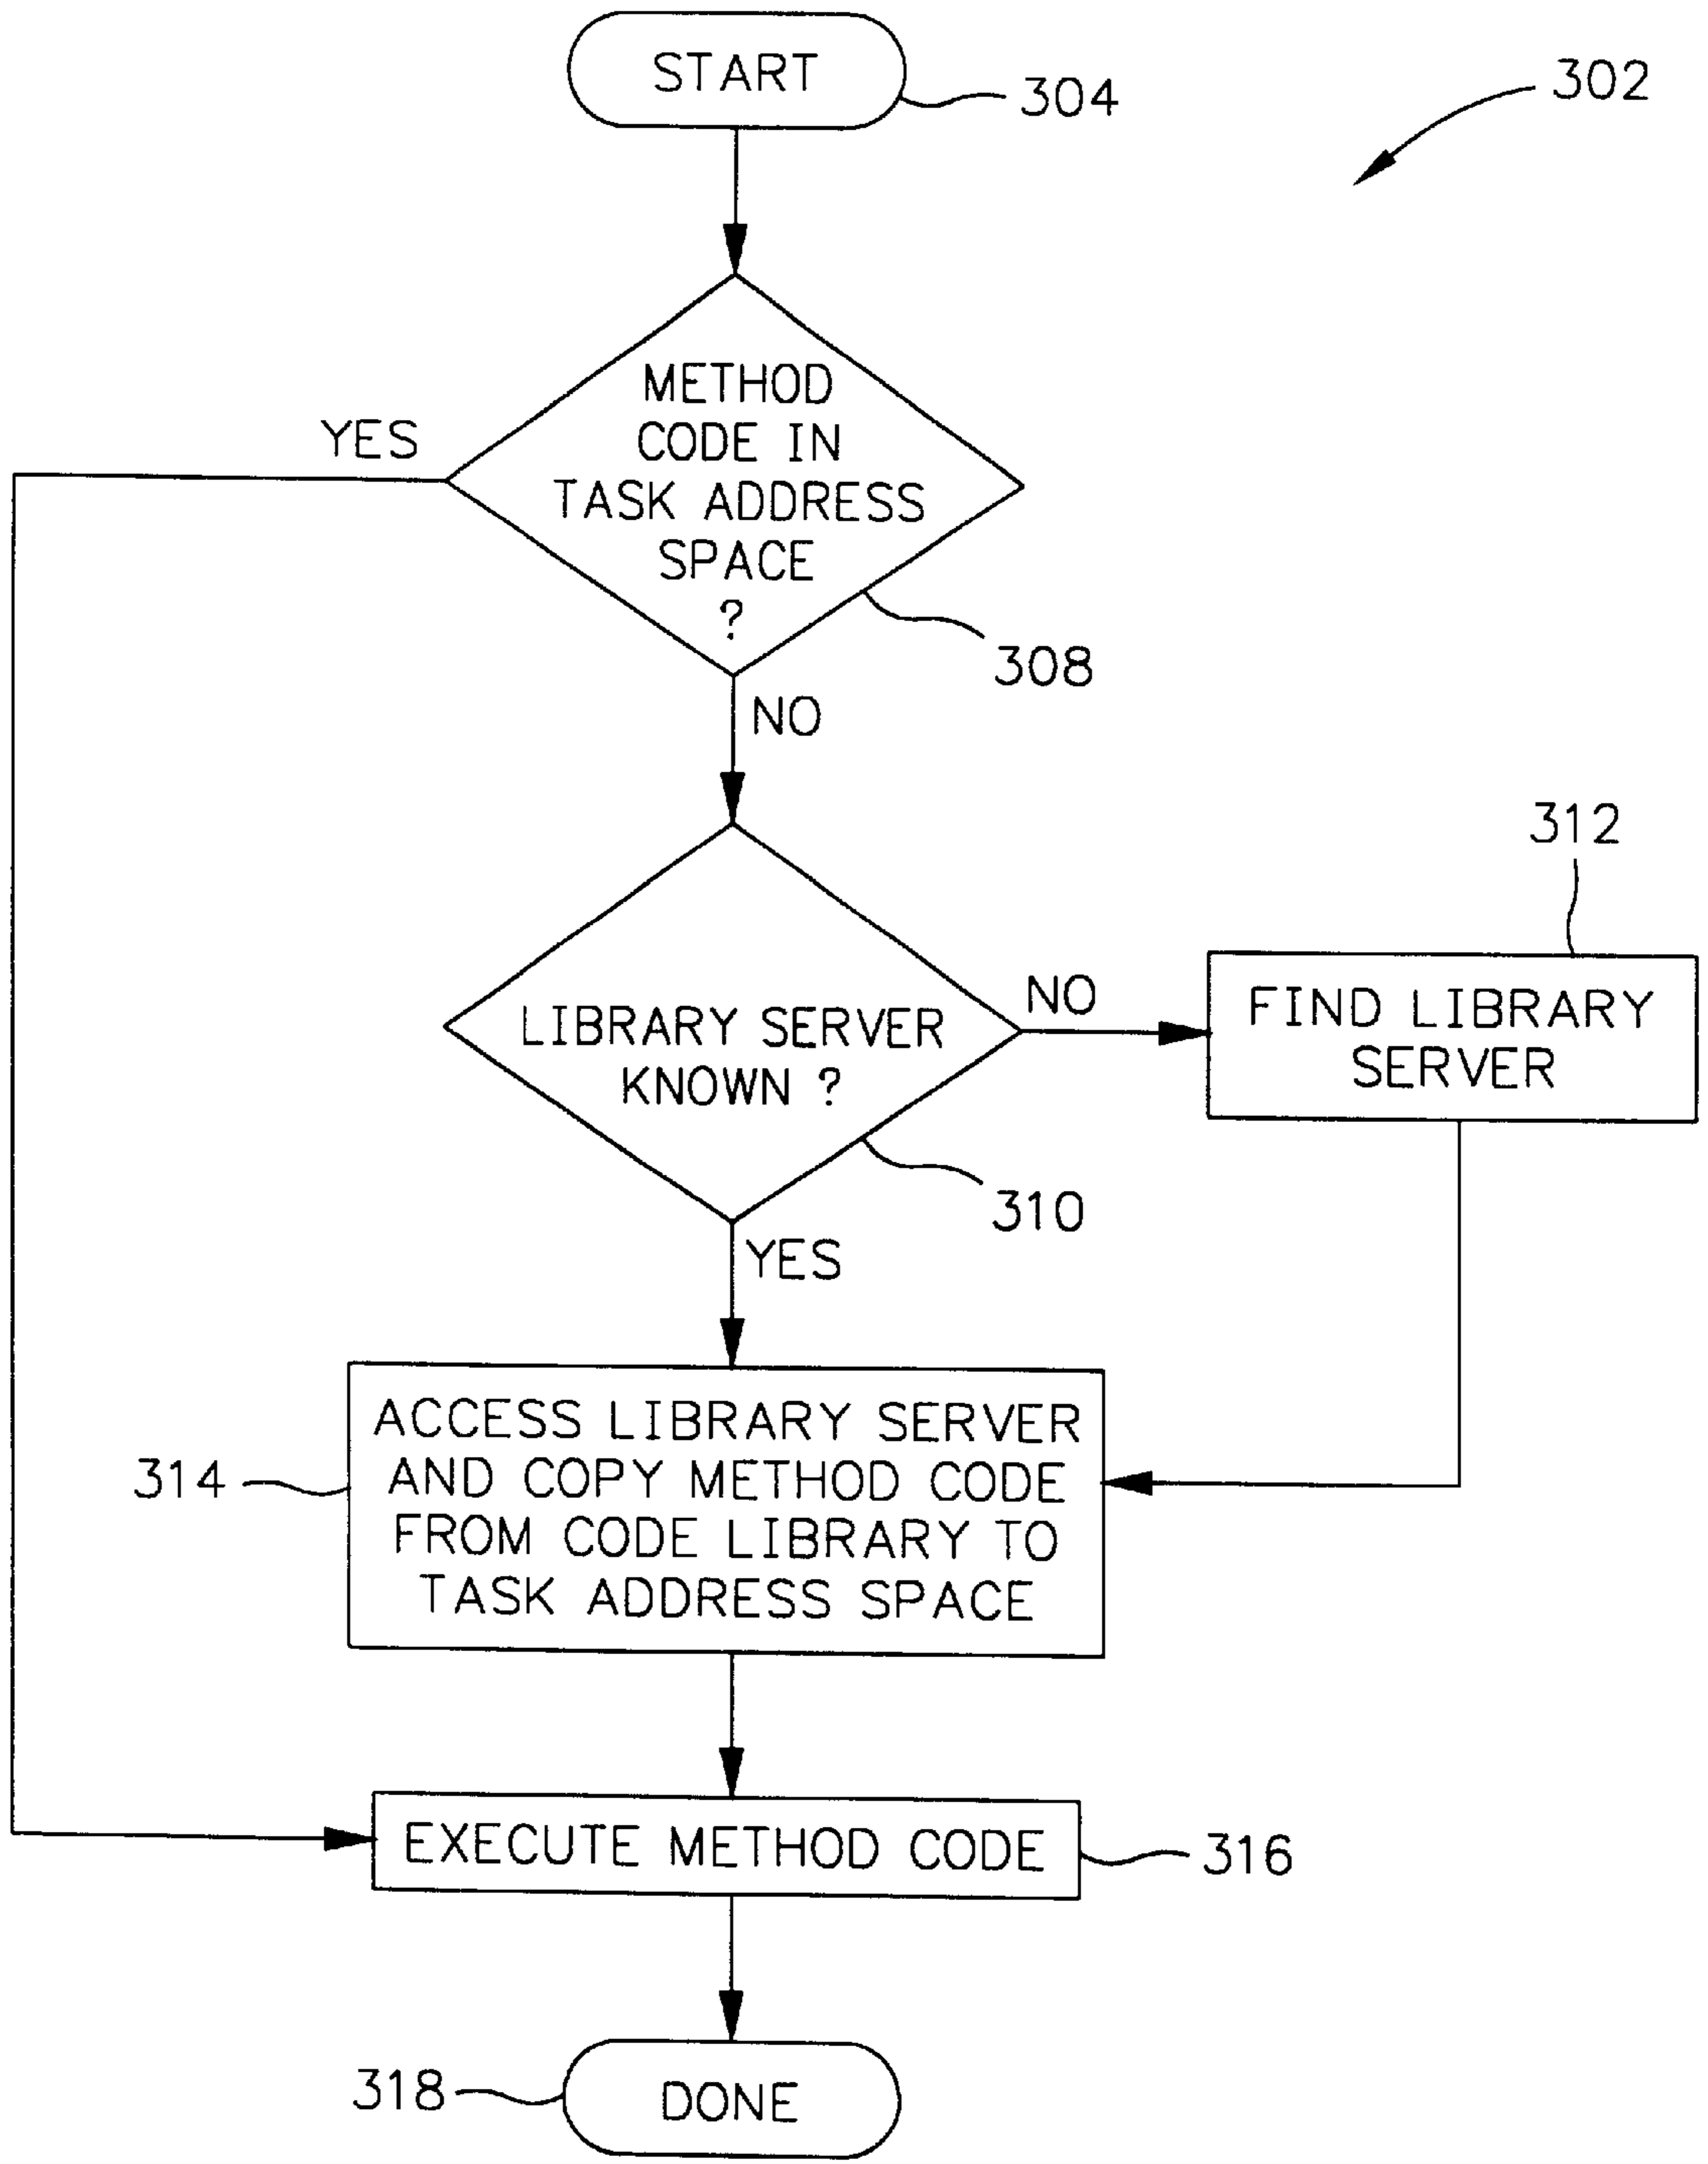 START
304
302
METHOD
CODE IN
TASK ADDRESS
SPACE
?
YES
308
NO
312
LIBRARY SERVER
KNOWN ?
NO
FIND LIBRARY
SERVER
310
YES
ACCESS LIBRARY SERVER
AND COPY METHOD CODE
FROM CODE LIBRARY TO
TASK ADDRESS SPACE
314
EXECUTE METHOD CODE
316
318
DONE